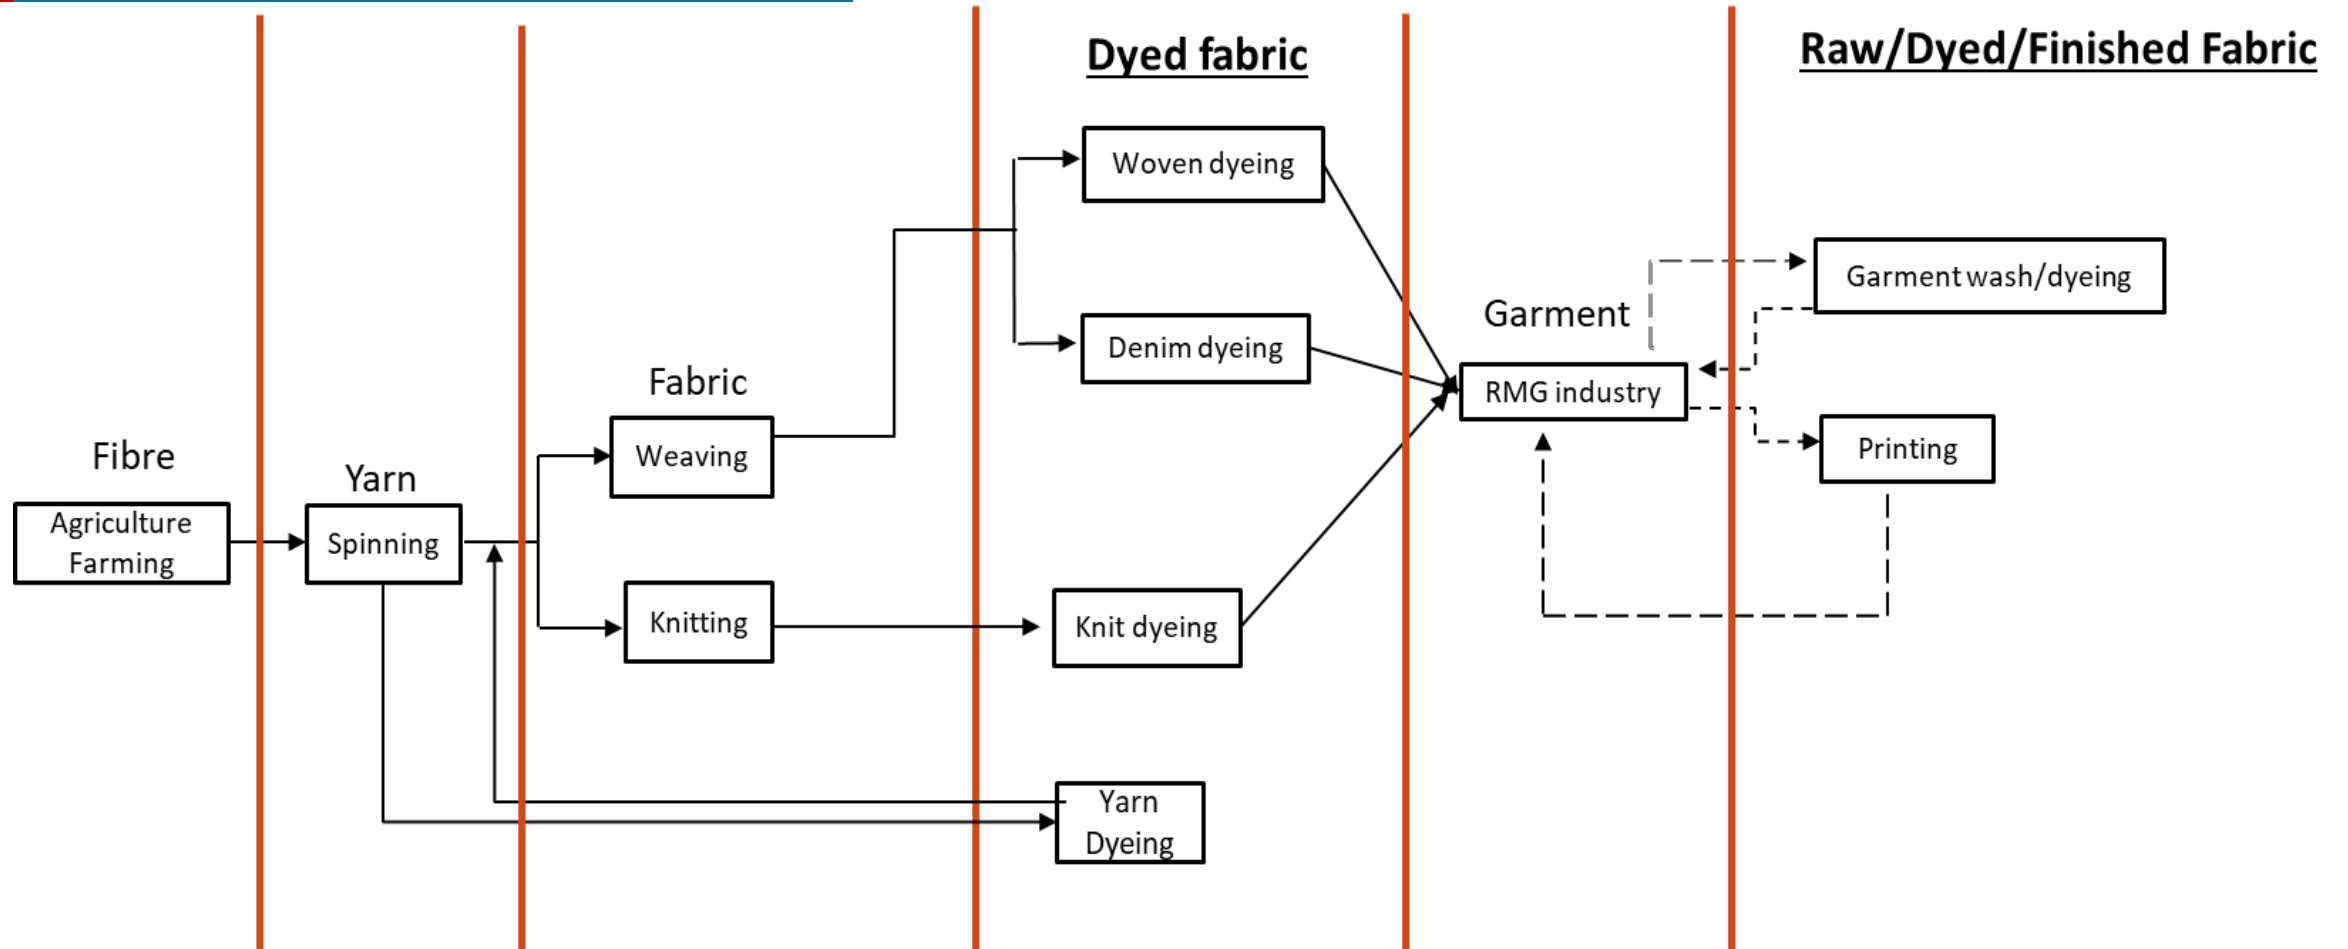 Dyed fabric
Raw/Dyed/Finished Fabric
Woven dyeing
Garment wash/dyeing
Garment
Denim dyeing
Fabric
RMG industry
Weaving
Printing
Fibre
Yarn
Agriculture
Farming
Spinning
Knitting
Knit dyeing
Yarn
Dyeing